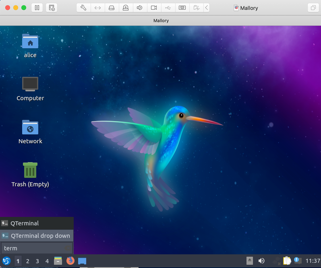 Mallory
Mallory
alice
Computer
Network
Trash (Empty)
QTerminal
QTerminal drop down
term
1 2 3 4
11:37